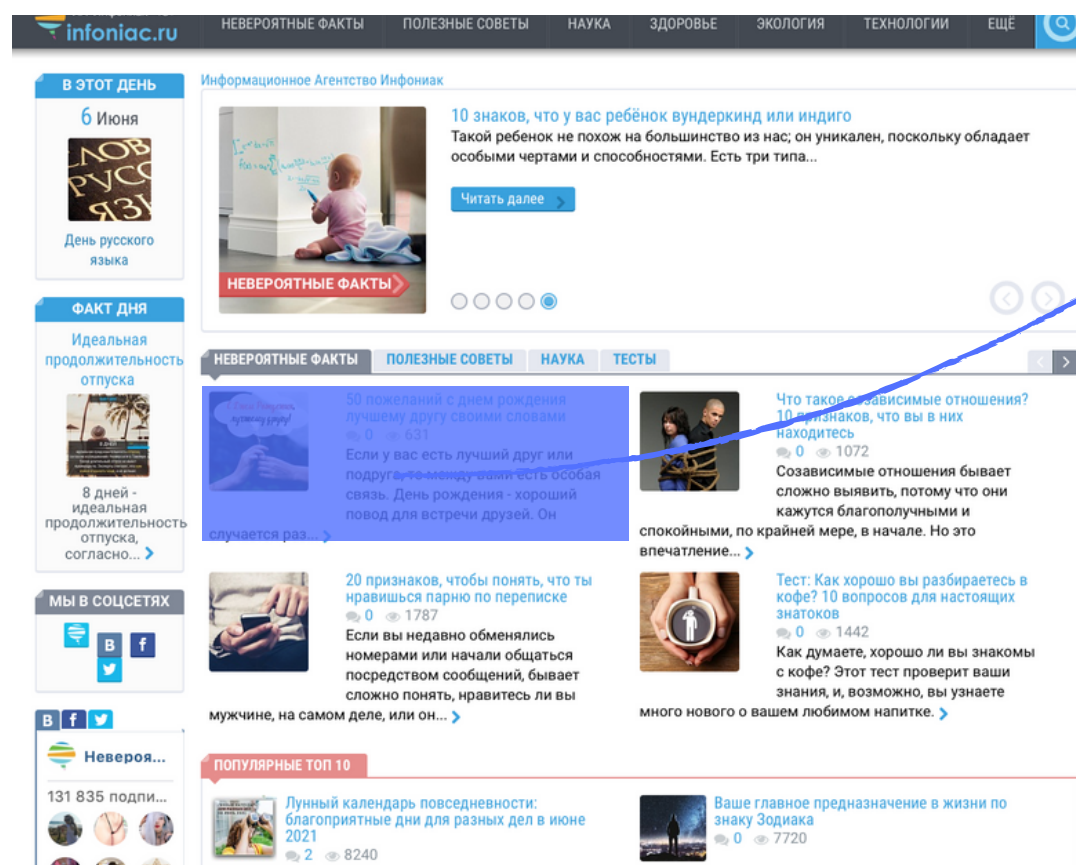 infoniac.ru
НЕВЕРОЯТНЫЕ ФАКТЫ
ПОЛЕЗНЫЕ СОВЕТЫ
НАУКА
ЗДОРОВЬЕ
ЭКОЛОГИЯ
ТЕХНОЛОГИИ
ЕЩЁ
В ЭТОТ ДЕНЬ
6 Июня
СЛОВ
РУСС
ЯЗЫ
День русского
языка
ФАКТ ДНЯ
Идеальная
продолжительность
отпуска
8 дней -
идеальная
продолжительность
отпуска,
согласно...
МЫ В СОЦСЕТЯХ
Невероя...
131 835 подпи...
Информационное Агентство Инфониак
НЕВЕРОЯТНЫЕ ФАКТЫ
10 знаков, что у вас ребёнок вундеркинд или индиго
Такой ребенок не похож на большинство из нас; он уникален, поскольку обладает
особыми чертами и способностями. Есть три типа...
Читать далее
НЕВЕРОЯТНЫЕ ФАКТЫ
ПОЛЕЗНЫЕ СОВЕТЫ
НАУКА
ТЕСТЫ
50 пожеланий с днем рождения
лучшему другу своими словами
0 631
Если у вас есть лучший друг или
подруга, то между вами есть особая
связь. День рождения - хороший
повод для встречи друзей. Он
случается раз...
Что такое созависимые отношения?
10 признаков, что вы в них
находитесь
0 1072
Созависимые отношения бывает
сложно выявить, потому что они
кажутся благополучными и
спокойными, по крайней мере, в начале. Но это
впечатление...
20 признаков, чтобы понять, что ты
нравишься парню по переписке
0 1787
Если вы недавно обменялись
номерами или начали общаться
посредством сообщений, бывает
сложно понять, нравитесь ли вы
мужчине, на самом деле, или он...
Тест: Как хорошо вы разбираетесь в
кофе? 10 вопросов для настоящих
знатоков
0 1442
Как думаете, хорошо ли вы знакомы
с кофе? Этот тест проверит ваши
знания, и, возможно, вы узнаете
много нового о вашем любимом напитке.
ПОПУЛЯРНЫЕ ТОП 10
Лунный календарь повседневности:
благоприятные дни для разных дел в июне
2021
2 8240
Ваше главное предназначение в жизни по
знаку Зодиака
0 7720